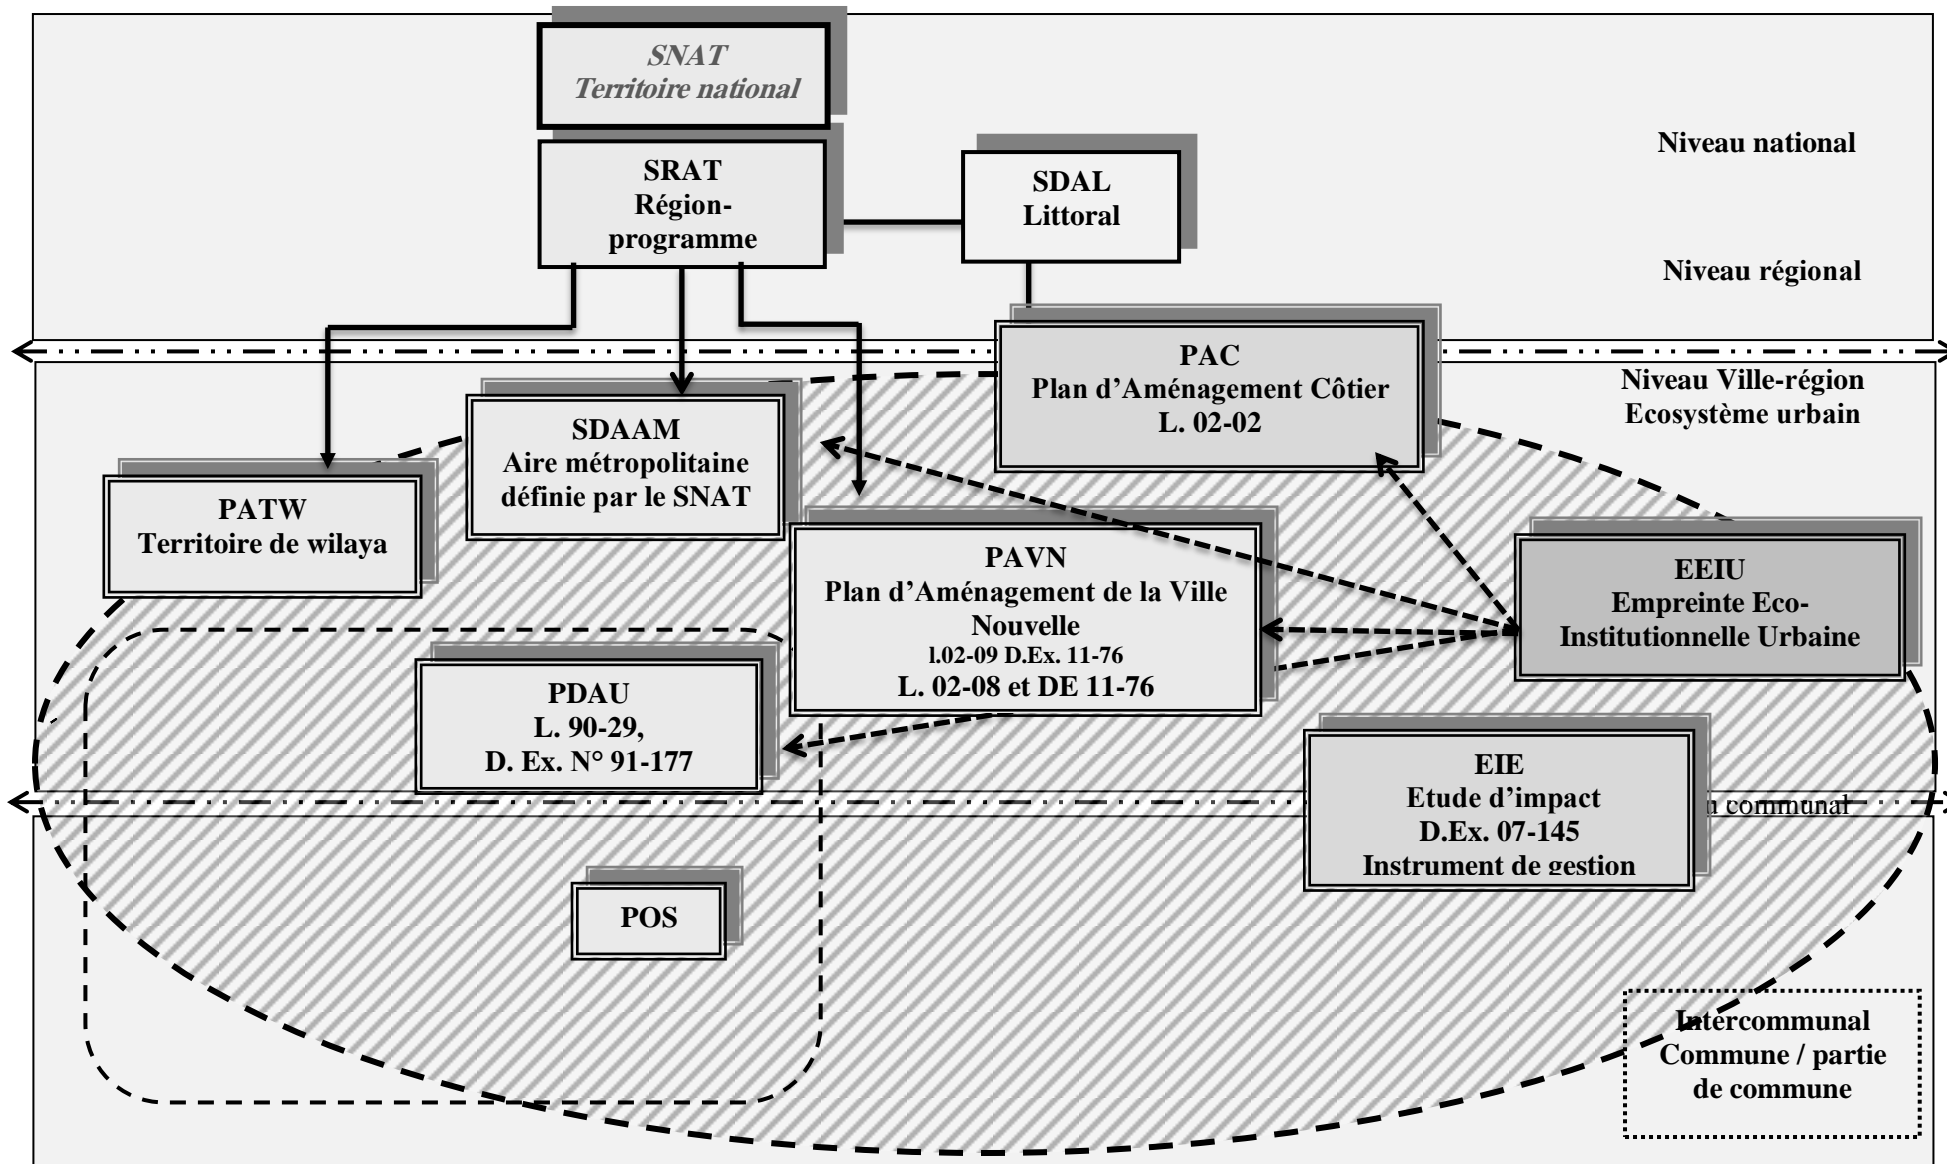 SNAT
Territoire national
Niveau national
SRAT
Région-
programme
SDAL
Littoral
Niveau régional
PAC
Plan d’Aménagement Côtier
L. 02-02
Niveau Ville-région
Ecosystème urbain
SDAAM
Aire métropolitaine
définie par le SNAT
PATW
Territoire de wilaya
PAVN
Plan d’Aménagement de la Ville
Nouvelle
l.02-09 D.Ex. 11-76
L. 02-08 et DE 11-76
EEIU
Empreinte Eco-
Institutionnelle Urbaine
PDAU
L. 90-29,
D. Ex. N° 91-177
EIE
Etude d’impact
D.Ex. 07-145
Instrument de gestion
communal
POS
Intercommunal
Commune / partie
de commune